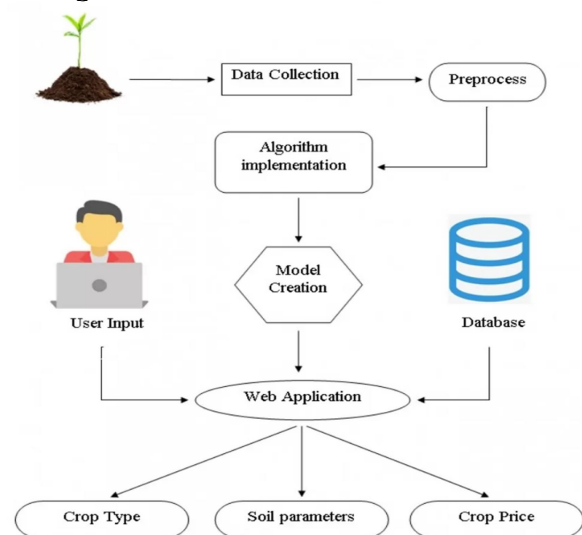 Data Collection
Preprocess
Algorithm
implementation
Model
Creation
User Input
Database
Web Application
Crop Type
Soil parameters
Crop Price